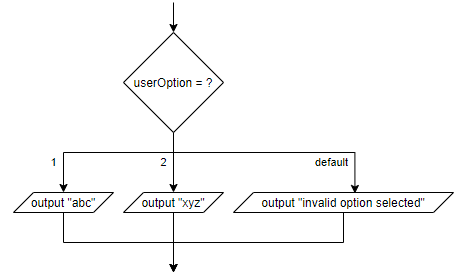 userOption = ?
1
2
default
output "abc"
output "xyz"
output "invalid option selected"